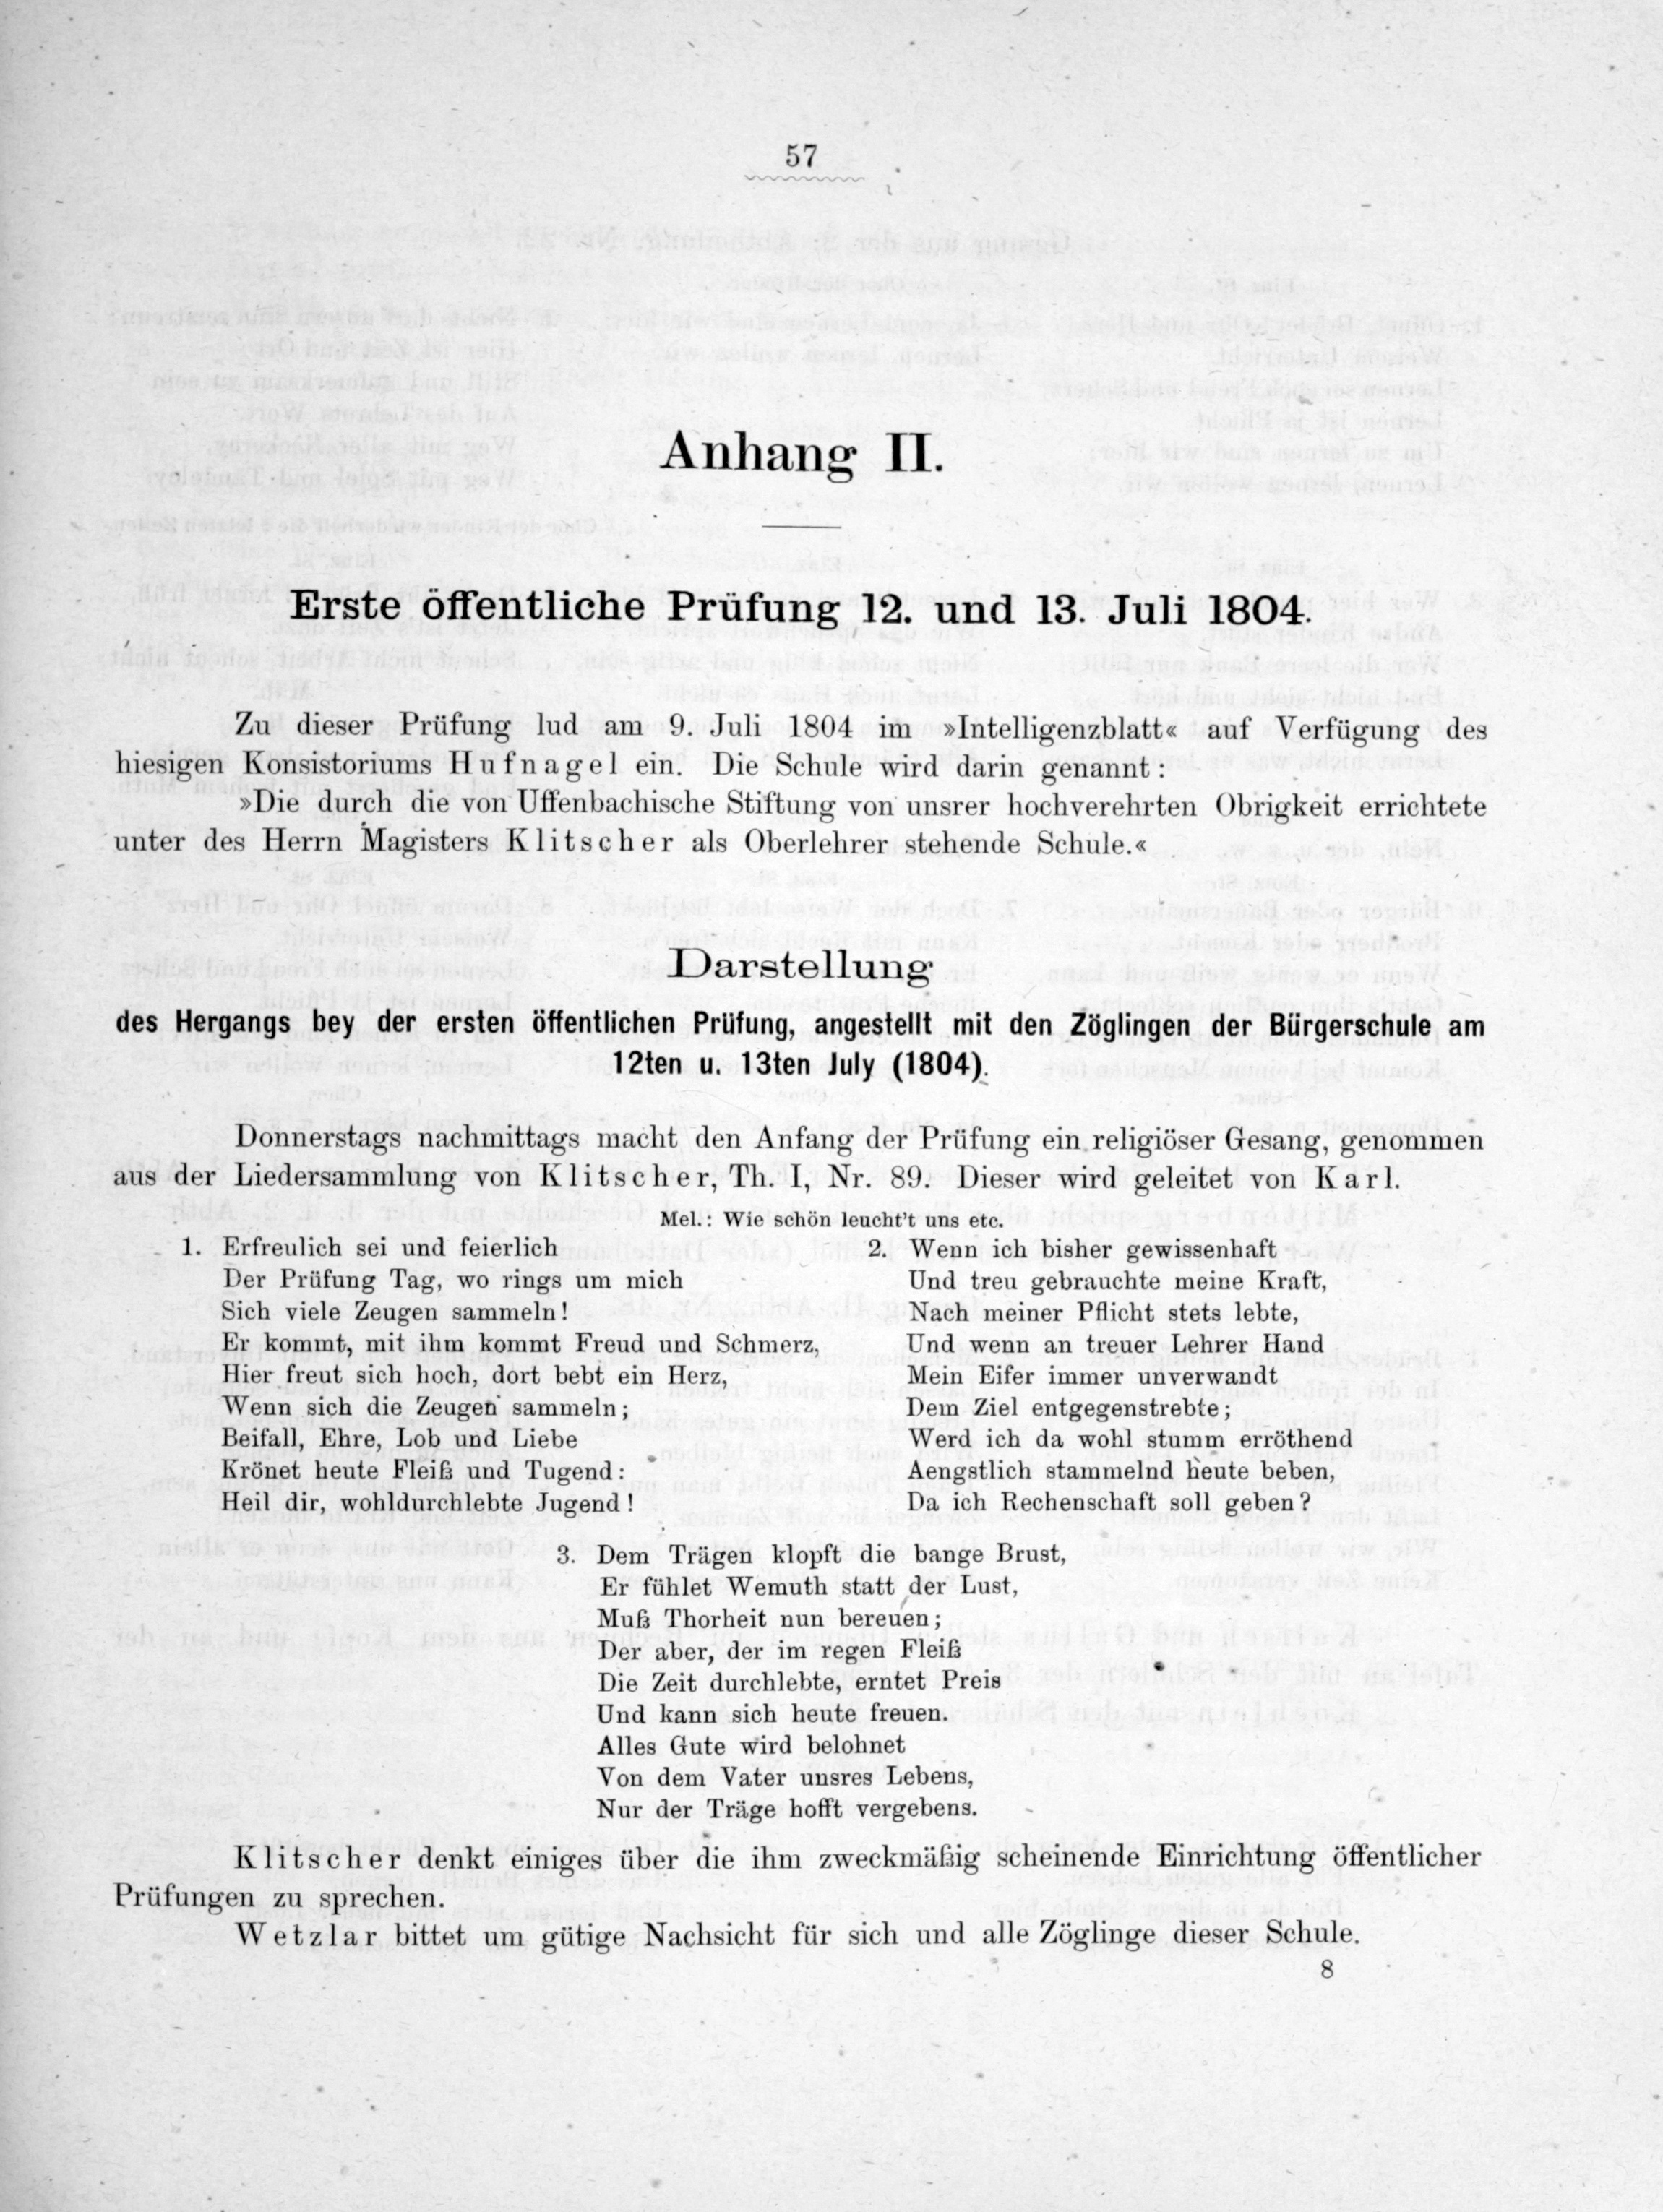 57
Anhang II.
Erste öffentliche Prüfung 12. und 13. Juli 1804.
Zu dieser Prüfung lud am 9. Juli 1804 im »Intelligenzblatt« auf Verfügung des
hiesigen Konsistoriums Hufnagel ein. Die Schule wird darin genannt:
»Die durch die von Uffenbachische Stiftung von unsrer hochverehrten Obrigkeit errichtete
unter des Herrn Magisters Klitscher als Oberlehrer stehende Schule.«
Darstellung
des Hergangs bey der ersten öffentlichen Prüfung, angestellt mit den Zöglingen der Bürgerschule am
12ten u. 13ten July (1804).
Donnerstags nachmittags macht den Anfang der Prüfung ein religiöser Gesang, genommen
aus der Liedersammlung von Klitscher, Th. I, Nr. 89. Dieser wird geleitet von Karl.
Mel.: Wie schön leucht't uns etc.
1. Erfreulich sei und feierlich
Der Prüfung Tag, wo rings um mich
Sich viele Zeugen sammeln!
Er kommt, mit ihm kommt Freud und Schmerz,
Hier freut sich hoch, dort bebt ein Herz,
Wenn sich die Zeugen sammeln;
Beifall, Ehre, Lob und Liebe
Krönet heute Fleiß und Tugend:
Heil dir, wohldurchlebte Jugend!
2. Wenn ich bisher gewissenhaft
Und treu gebrauchte meine Kraft,
Nach meiner Pflicht stets lebte,
Und wenn an treuer Lehrer Hand
Mein Eifer immer unverwandt
Dem Ziel entgegenstrebte;
Werd ich da wohl stumm erröthend
Aengstlich stammelnd heute beben,
Da ich Rechenschaft soll geben?
3. Dem Trägen klopft die bange Brust,
Er fühlet Wemuth statt der Lust,
Muß Thorheit nun bereuen;
Der aber, der im regen Fleiß
Die Zeit durchlebte, erntet Preis
Und kann sich heute freuen.
Alles Gute wird belohnet
Von dem Vater unsres Lebens,
Nur der Träge hofft vergebens.
Klitscher denkt einiges über die ihm zweckmäßig scheinende Einrichtung öffentlicher
Prüfungen zu sprechen.
Wetzlar bittet um gütige Nachsicht für sich und alle Zöglinge dieser Schule.
8